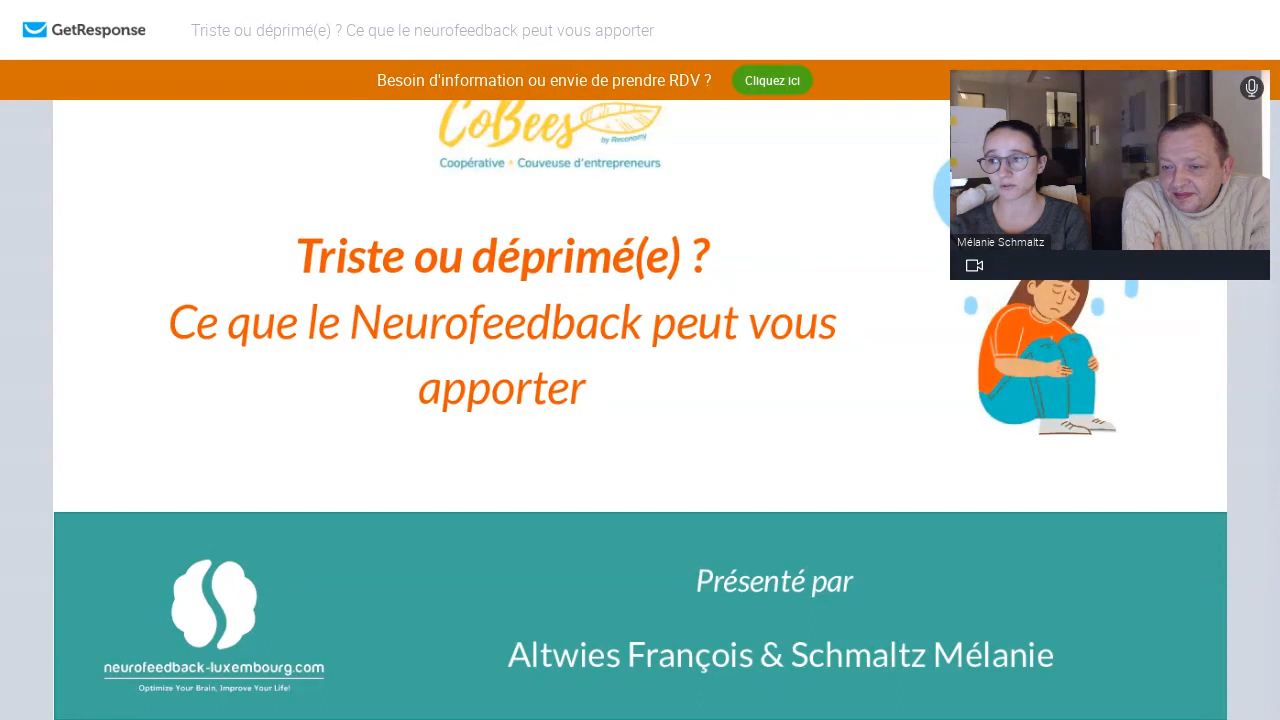 GetResponse
Triste ou déprimé(e) ? Ce que le neurofeedback peut vous apporter
Besoin d'information ou envie de prendre RDV ?
Cliquez ici
CoBees
by Reconomy
Coopérative • Couveuse d'entrepreneurs
Mélanie Schmaltz
Triste ou déprimé(e) ?
Ce que le Neurofeedback peut vous
apporter
Présenté par
Altwies François & Schmaltz Mélanie
neurofeedback-luxembourg.com
Optimize Your Brain, Improve Your Life!